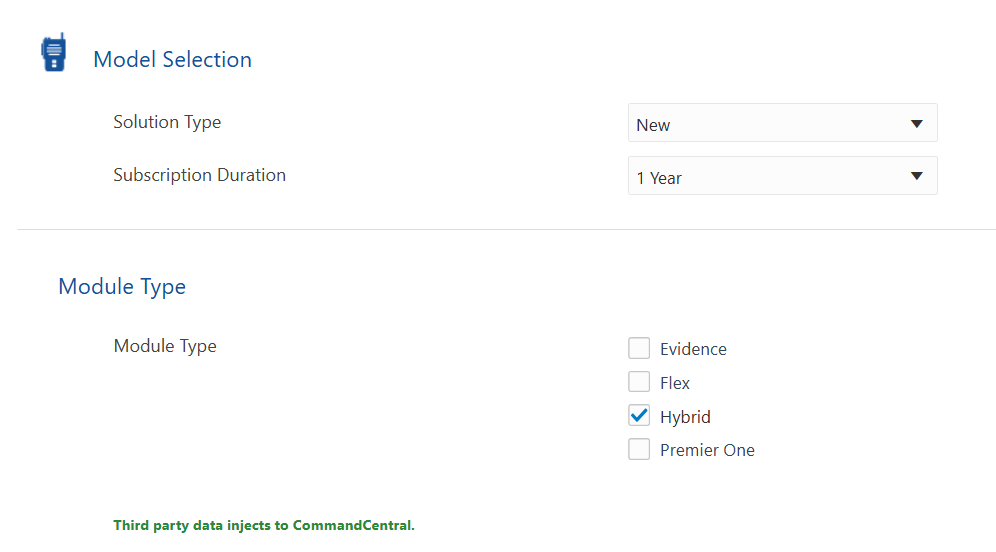 Model Selection
Solution Type
New
Subscription Duration
1 Year
Module Type
Module Type
Evidence
Flex
Hybrid
Premier One
Third party data injects to CommandCentral.